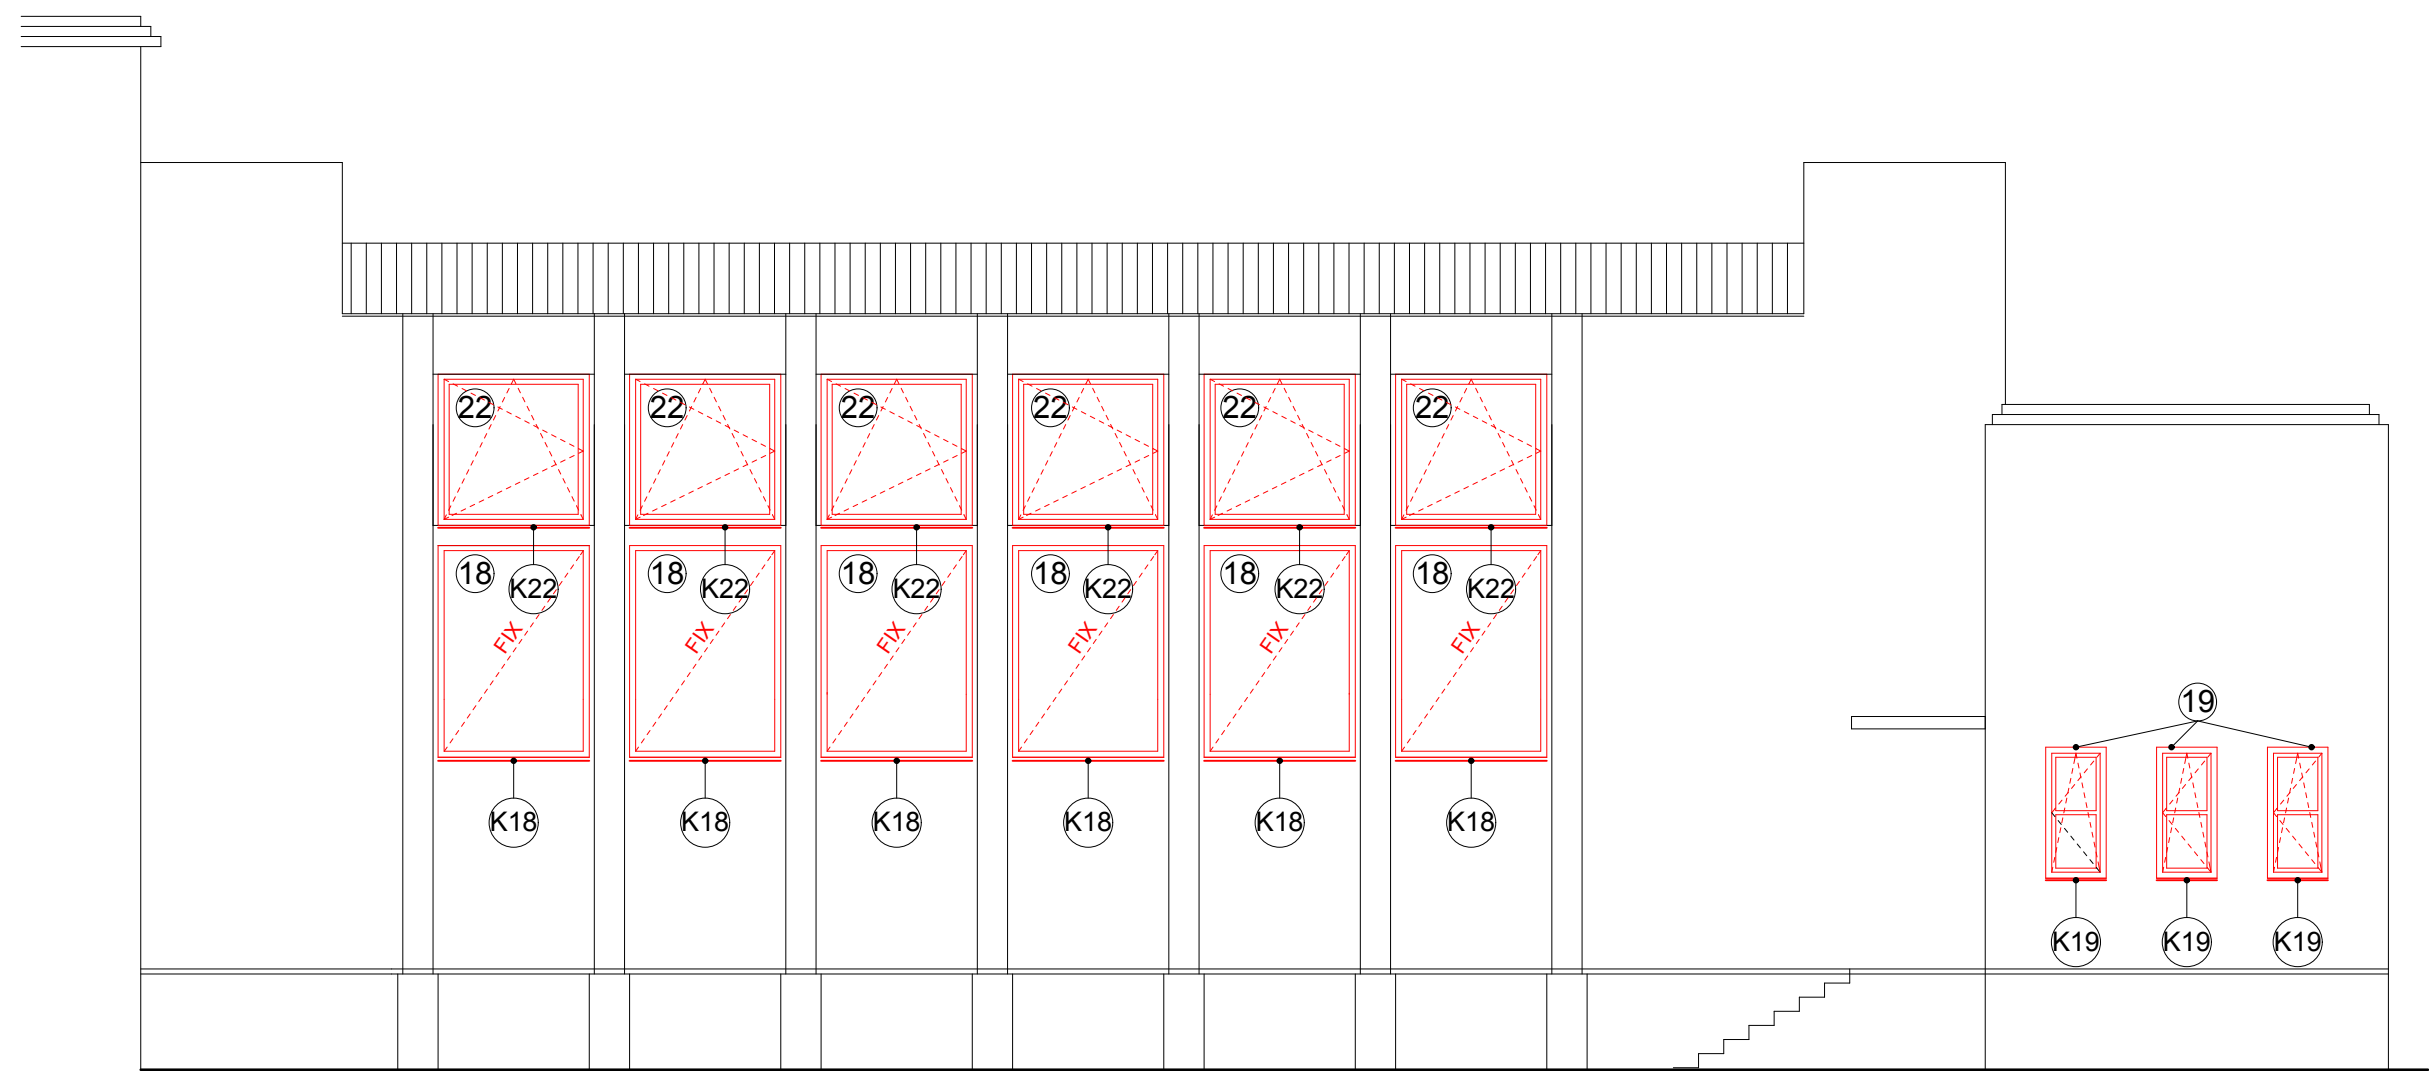 22 22 22 22 22 22
18 18 18 18 18 18
K22 K22 K22 K22 K22 K22
FIX FIX FIX FIX FIX FIX
19
K18 K18 K18 K18 K18 K18
K19 K19 K19